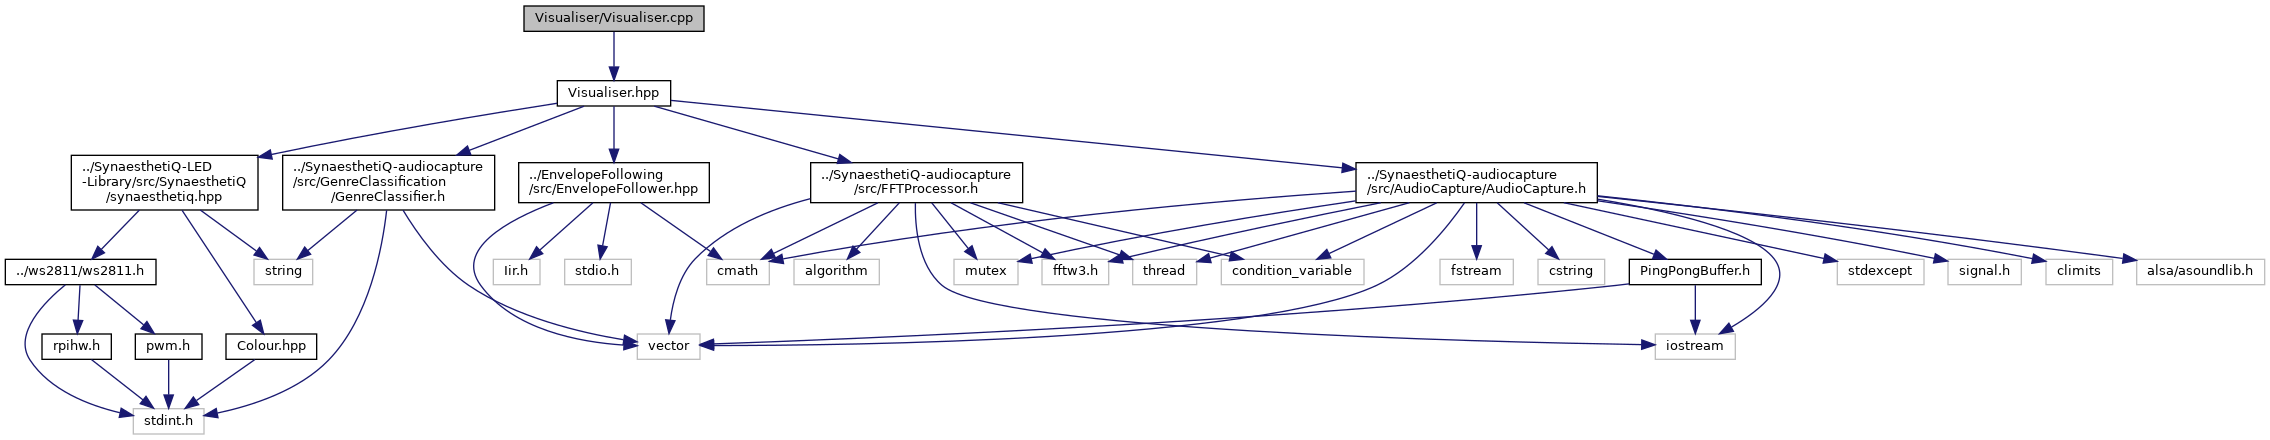 Visualiser/Visualiser.cpp
Visualiser.hpp
../SynaesthetiQ-LED
-Library/src/SynaesthetiQ
/synaesthetiq.hpp
../SynaesthetiQ-audiocapture
/src/GenreClassification
/GenreClassifier.h
../EnvelopeFollowing
/src/EnvelopeFollower.hpp
../SynaesthetiQ-audiocapture
/src/FFTProcessor.h
../SynaesthetiQ-audiocapture
/src/AudioCapture/AudioCapture.h
../ws2811/ws2811.h
string
Iir.h
stdio.h
cmath
algorithm
mutex
fftw3.h
thread
condition_variable
fstream
cstring
PingPongBuffer.h
stdexcept
signal.h
climits
alsa/asoundlib.h
rpihw.h
pwm.h
Colour.hpp
vector
iostream
stdint.h